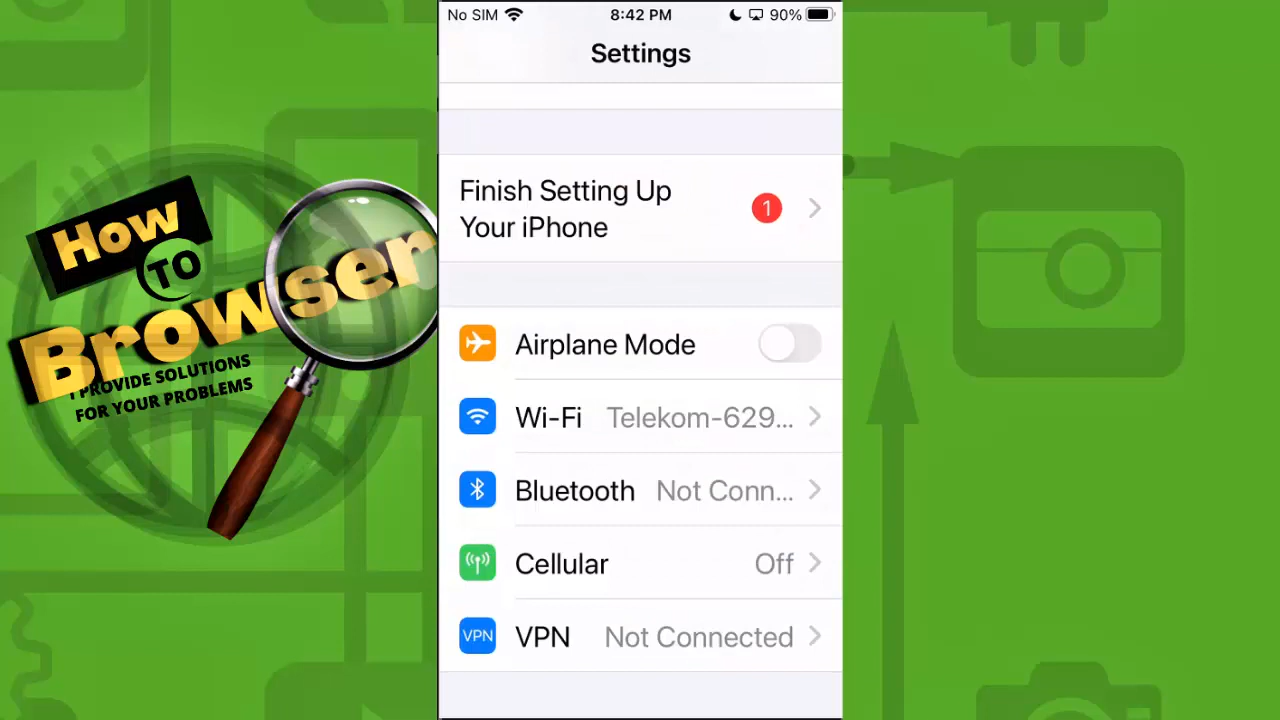 No SIM 8:42 PM 90%
Settings
Finish Setting Up
Your iPhone
1
Airplane Mode
Wi-Fi Telekom-629...
Bluetooth Not Conn...
Cellular Off
VPN VPN Not Connected
How
TO
Browser
I PROVIDE SOLUTIONS
FOR YOUR PROBLEMS